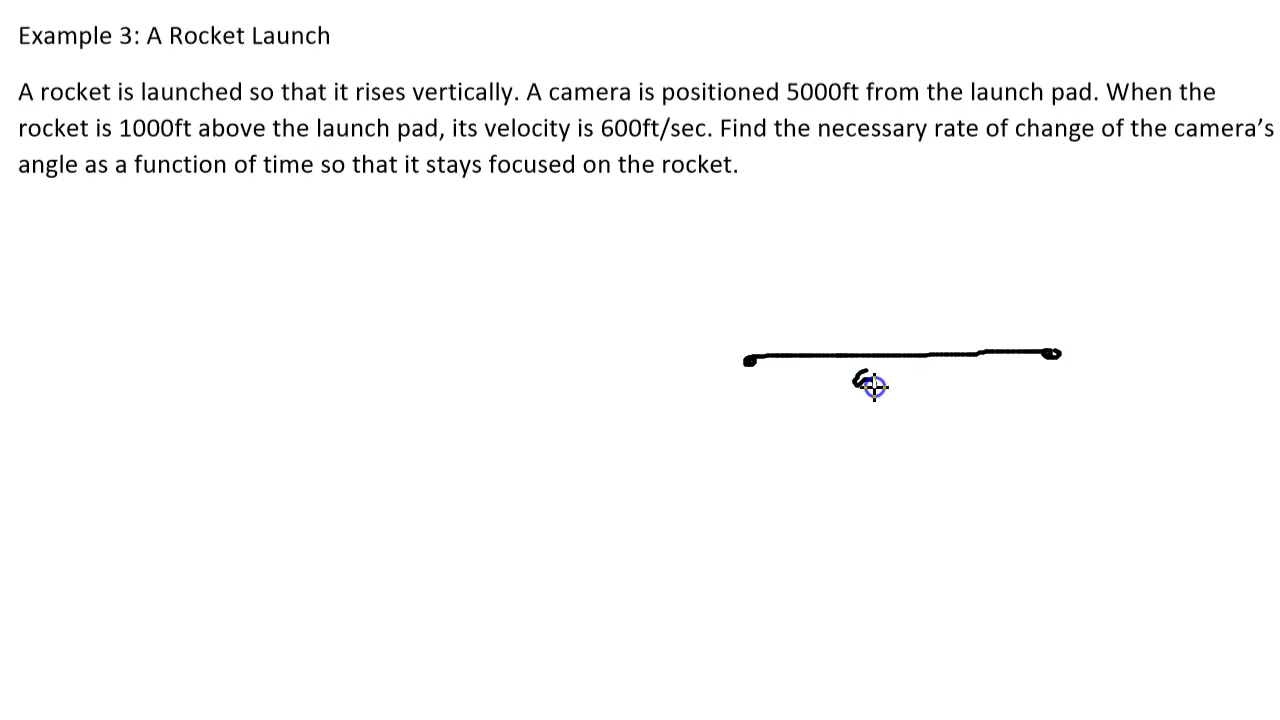 Example 3: A Rocket Launch
A rocket is launched so that it rises vertically. A camera is positioned 5000ft from the launch pad. When the
rocket is 1000ft above the launch pad, its velocity is 600ft/sec. Find the necessary rate of change of the camera’s
angle as a function of time so that it stays focused on the rocket.